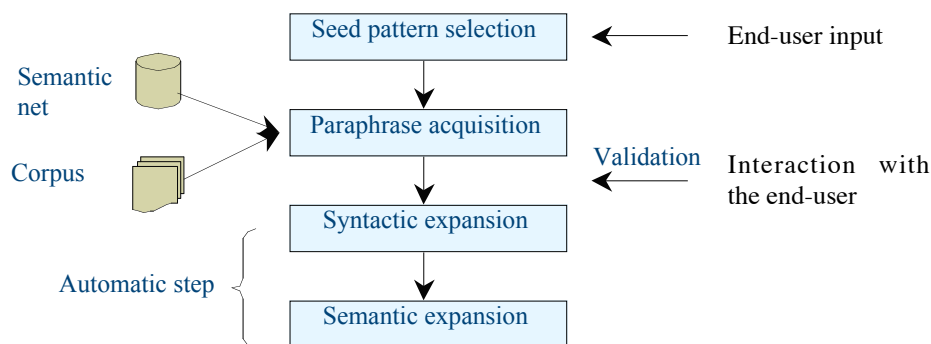 Seed pattern selection
End-user input
Semantic
net
Paraphrase acquisition
Corpus
Validation
Interaction with
the end-user
Syntactic expansion
Automatic step
Semantic expansion